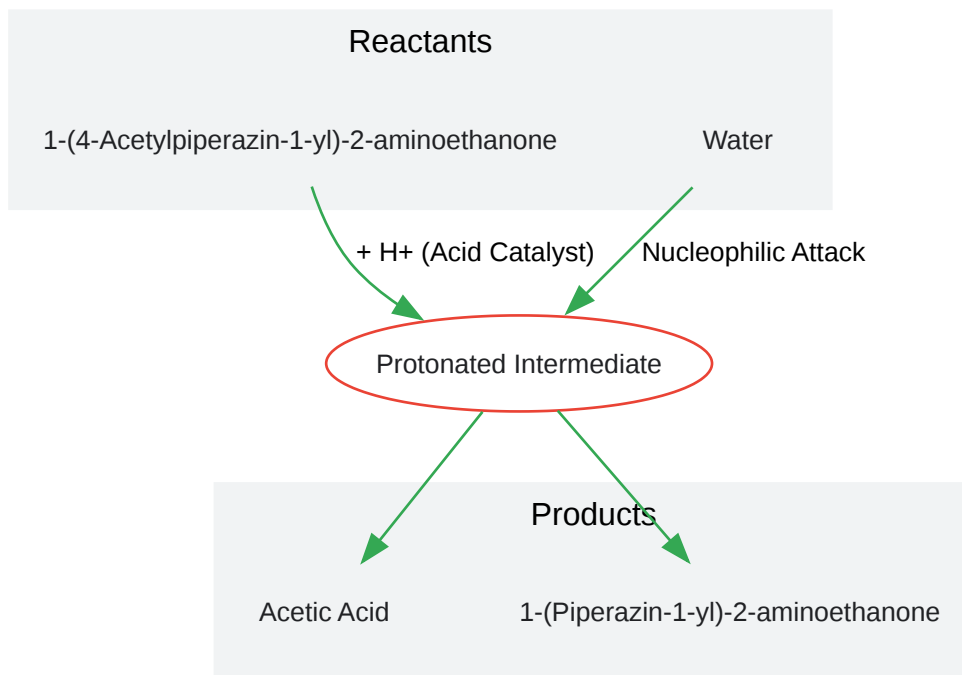 Reactants
1-(4-Acetylpiperazin-1-yl)-2-aminoethanone
Water
+ H+ (Acid Catalyst)
Nucleophilic Attack
Protonated Intermediate
Products
Acetic Acid
1-(Piperazin-1-yl)-2-aminoethanone